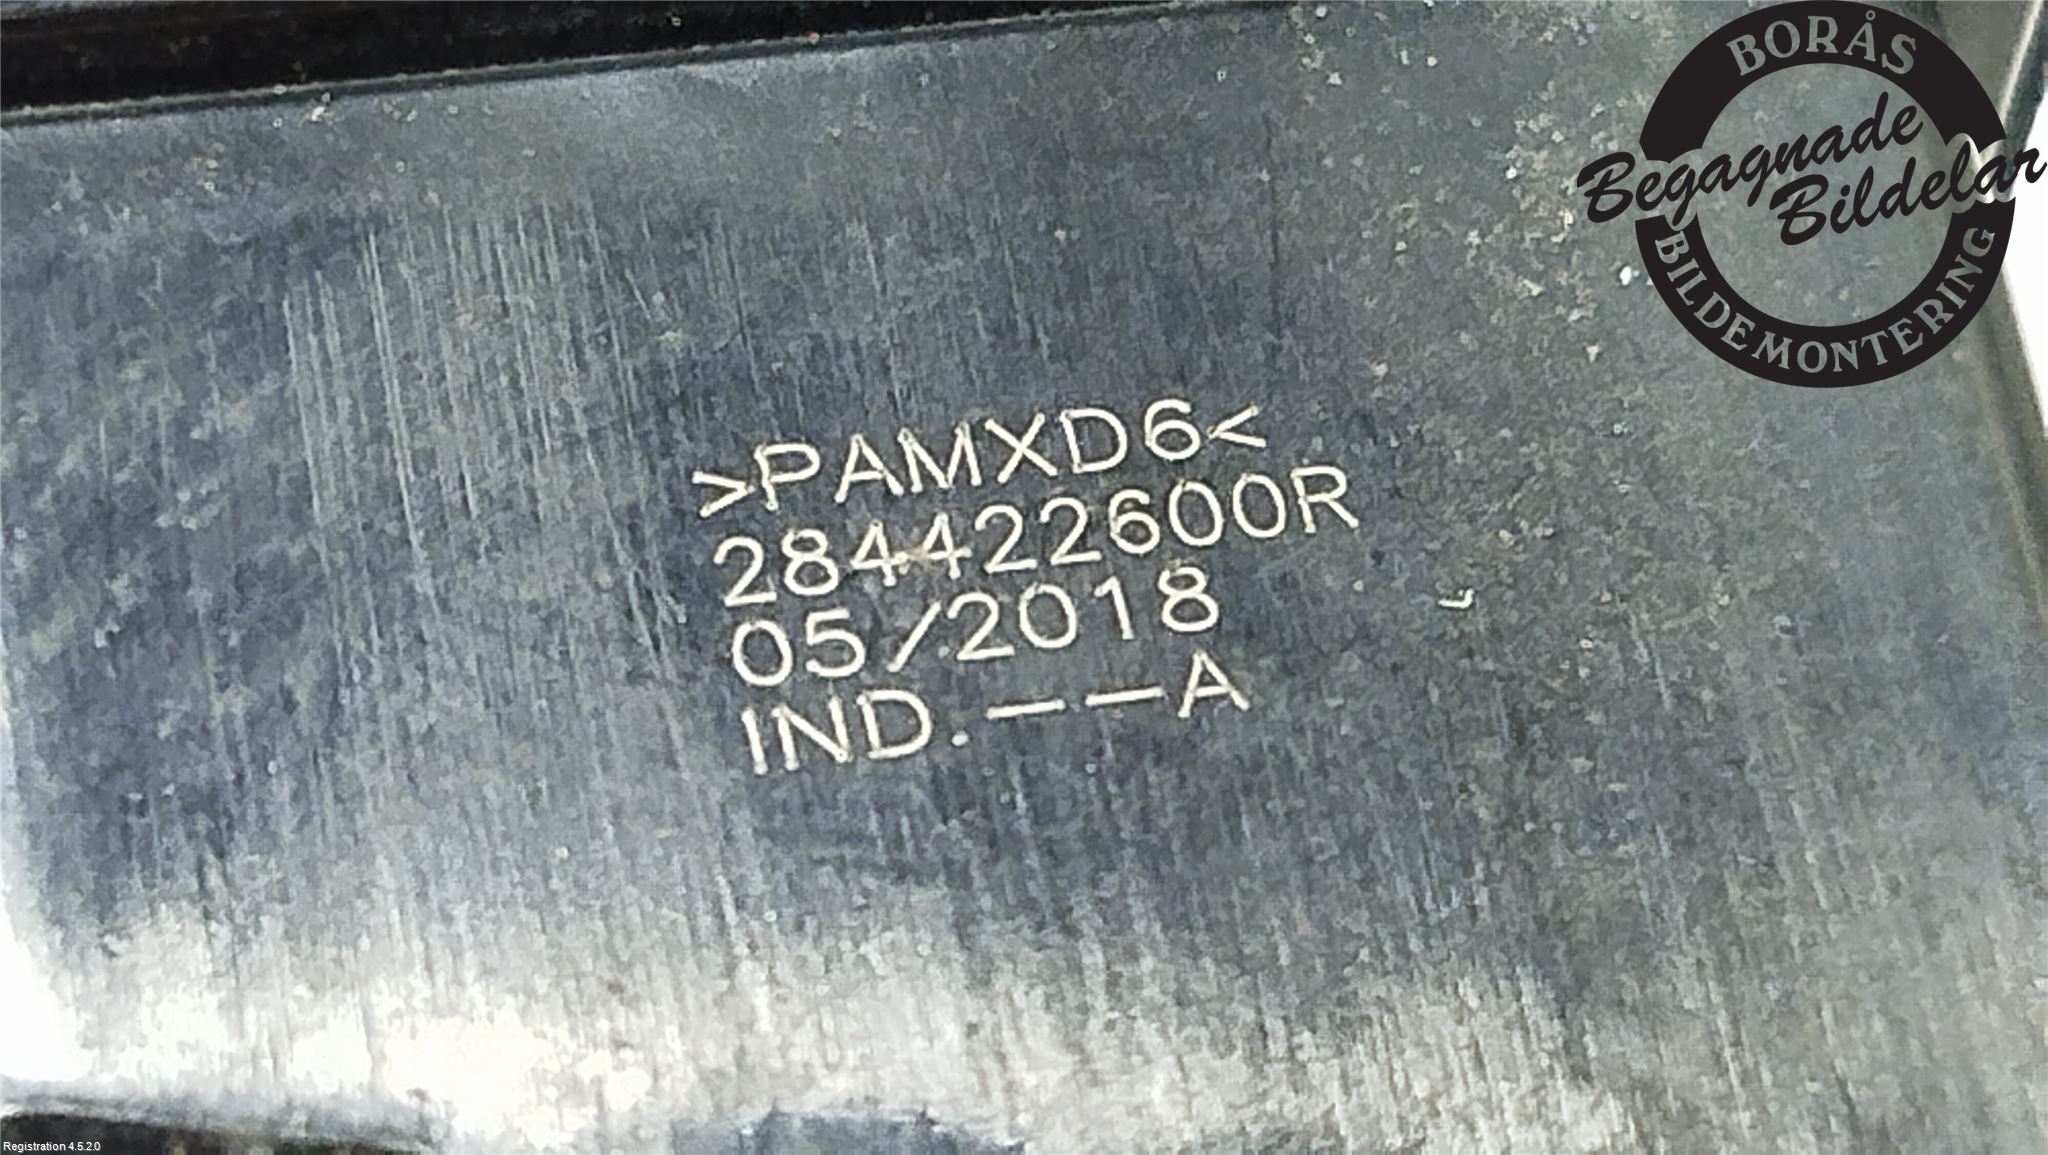 BORÅS
Begagnade
Bildelar
BILDEMONTERING
>PAMXD6<
284422600R
05/2018
IND.--A
Registration 4.5.2.0